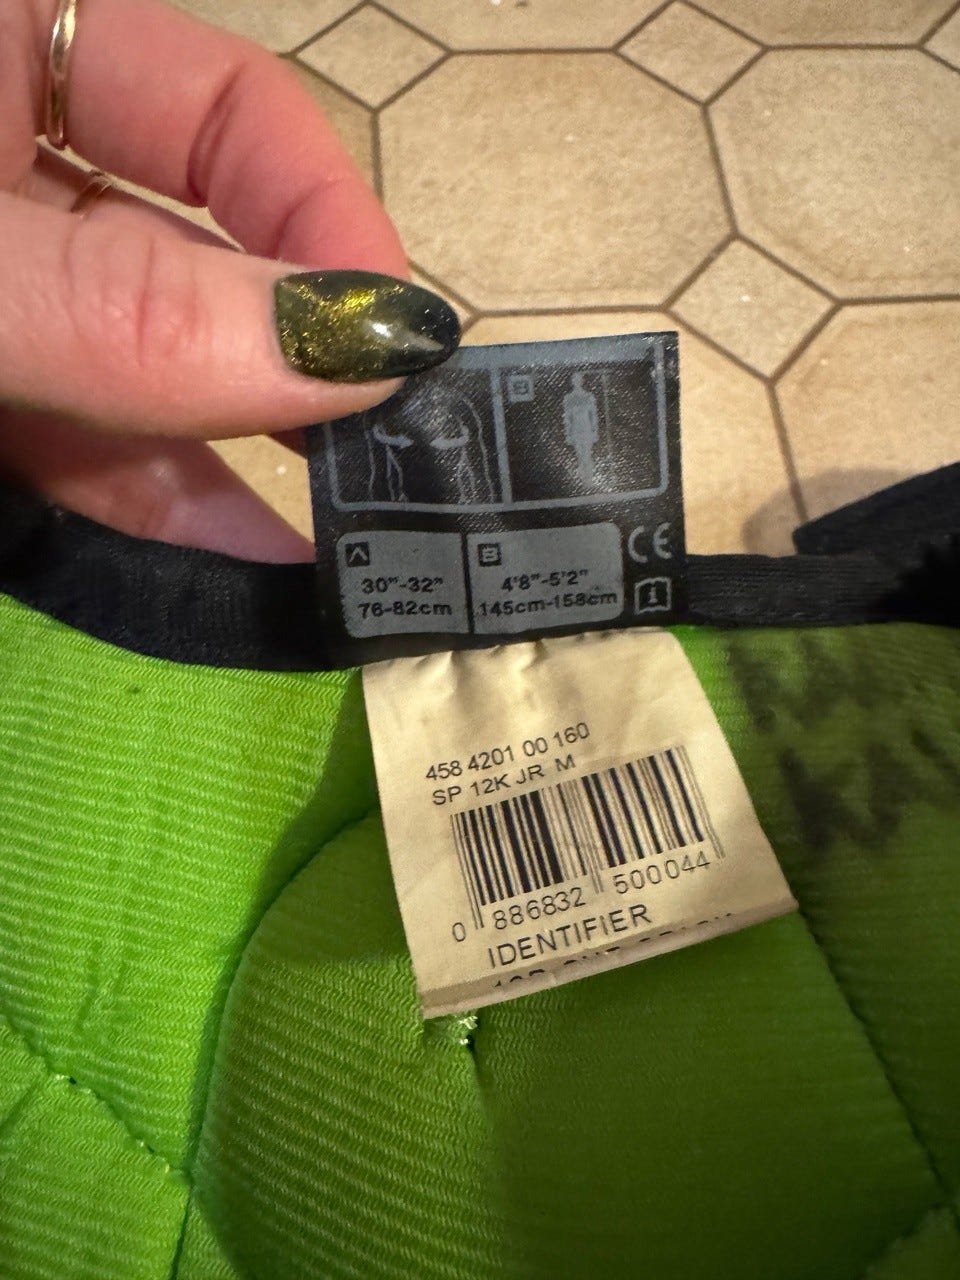 B
A
B
CE
30"-32"
4'8"-5'2"
76-82cm
145cm-158cm
i
458 4201 00 160
SP 12K JR M
0 886832 500044
IDENTIFIER